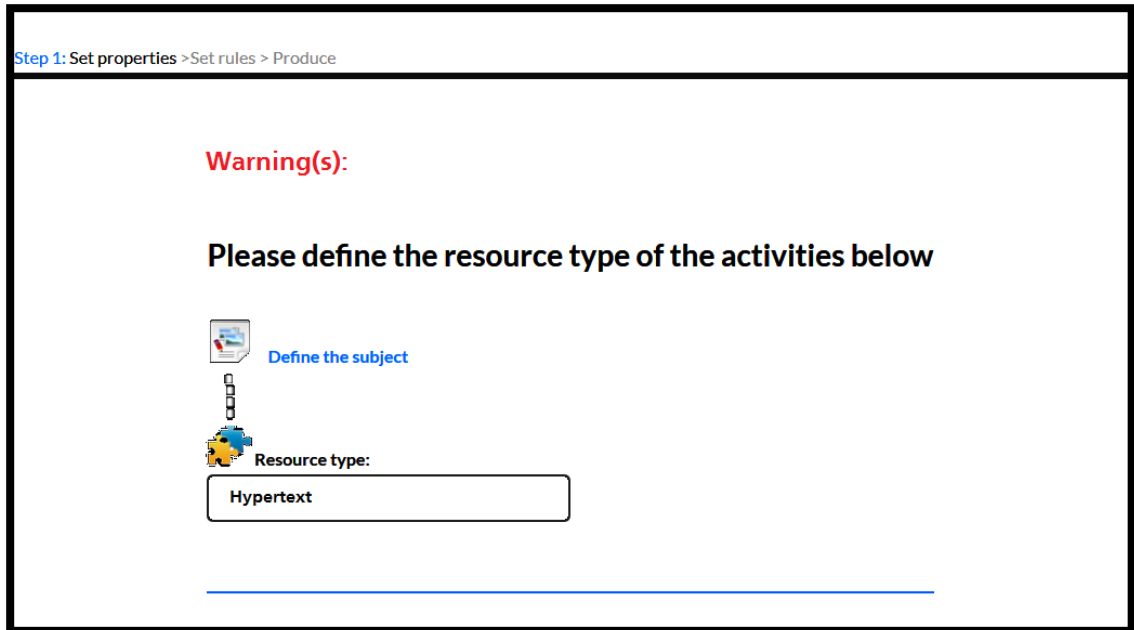 Step 1: Set properties >Set rules > Produce
Warning(s):
Please define the resource type of the activities below
Define the subject
Resource type:
Hypertext